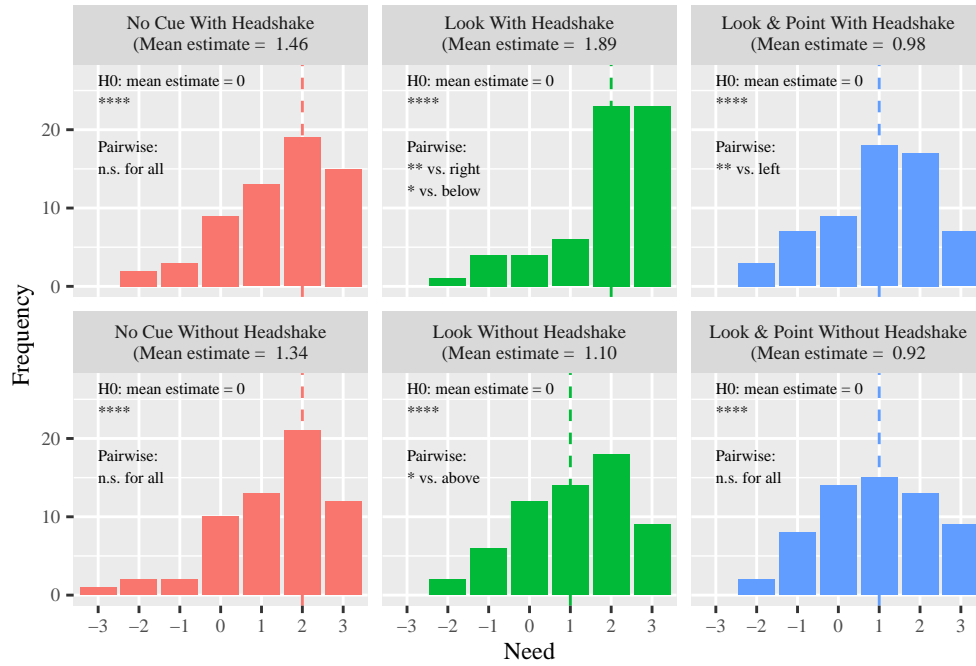 No Cue With Headshake
(Mean estimate = 1.46
Look With Headshake
(Mean estimate = 1.89
Look & Point With Headshake
(Mean estimate = 0.98
H0: mean estimate = 0
****
Pairwise:
n.s. for all
H0: mean estimate = 0
****
Pairwise:
** vs. right
* vs. below
H0: mean estimate = 0
****
Pairwise:
** vs. left
20
10
0
No Cue Without Headshake
(Mean estimate = 1.34
Look Without Headshake
(Mean estimate = 1.10
Look & Point Without Headshake
(Mean estimate = 0.92
H0: mean estimate = 0
****
Pairwise:
n.s. for all
H0: mean estimate = 0
****
Pairwise:
* vs. above
H0: mean estimate = 0
****
Pairwise:
n.s. for all
20
10
0
Frequency
−3 −2 −1 0 1 2 3
−3 −2 −1 0 1 2 3
−3 −2 −1 0 1 2 3
Need